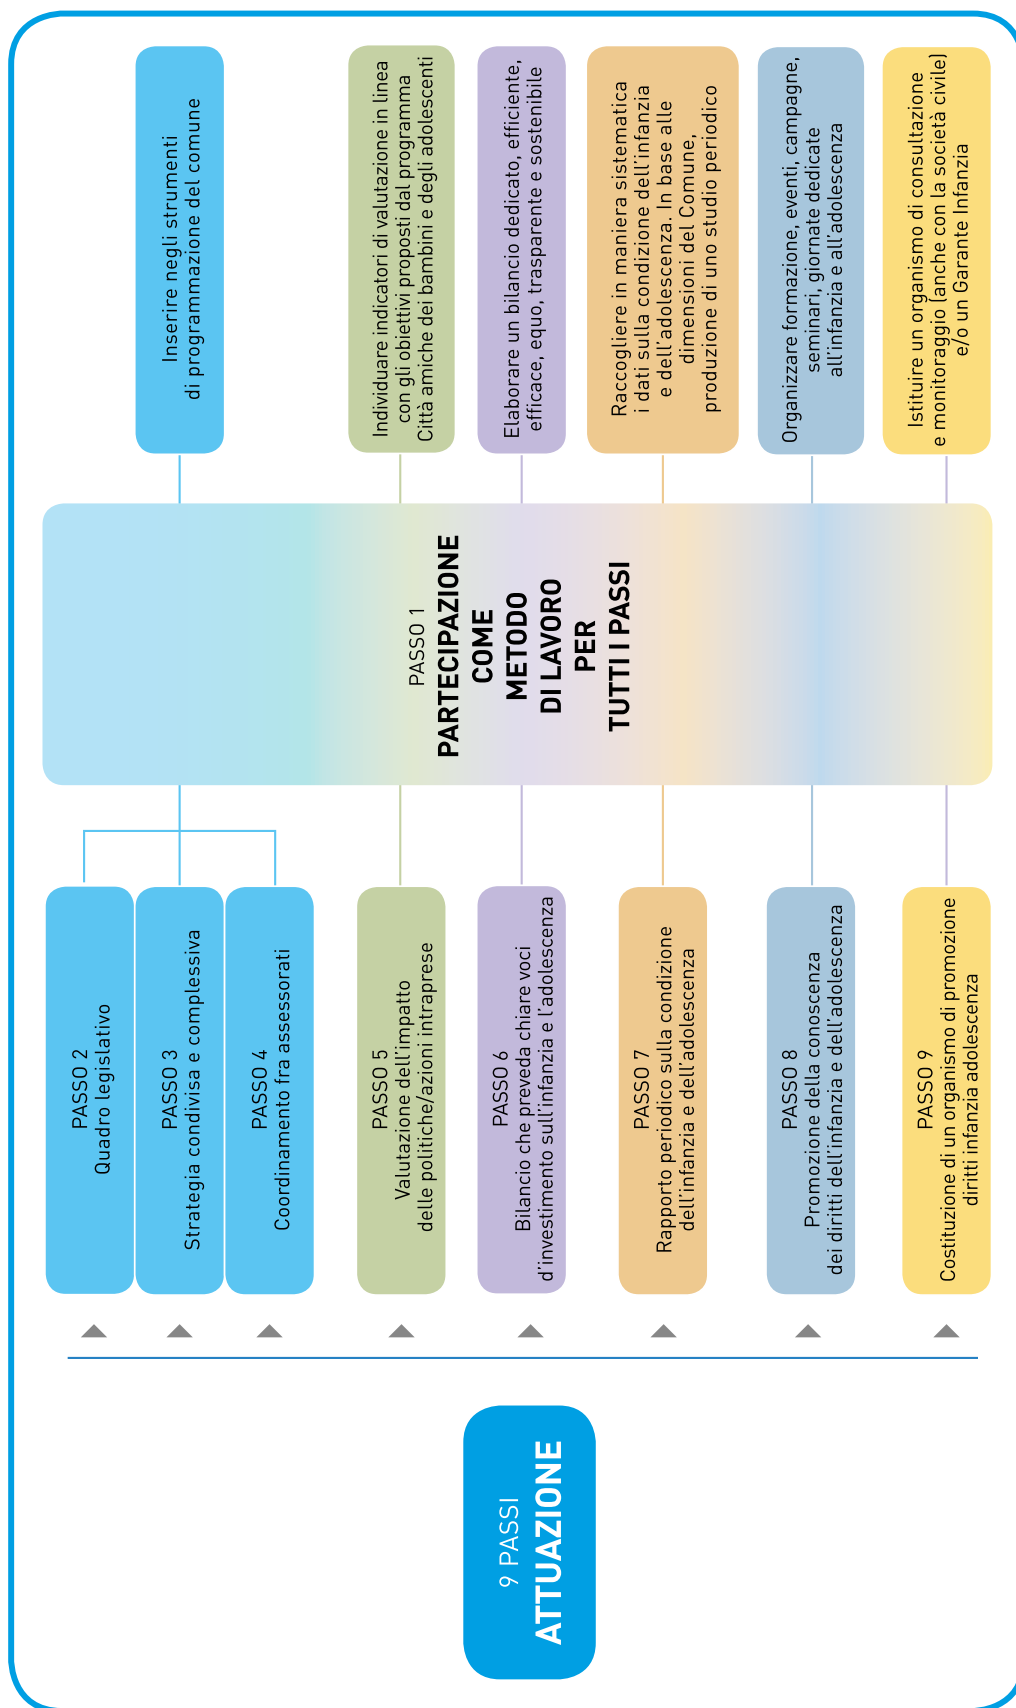 9 PASSI
ATTUAZIONE
PASSO 2
Quadro legislativo
PASSO 3
Strategia condivisa e complessiva
PASSO 4
Coordinamento fra assessorati
PASSO 5
Valutazione dell'impatto
delle politiche/azioni intraprese
PASSO 6
Bilancio che preveda chiare voci
d'investimento sull'infanzia e l'adolescenza
PASSO 7
Rapporto periodico sulla condizione
dell'infanzia e dell'adolescenza
PASSO 8
Promozione della conoscenza
dei diritti dell'infanzia e dell'adolescenza
PASSO 9
Costituzione di un organismo di promozione
diritti infanzia adolescenza
PASSO 1
PARTECIPAZIONE
COME
METODO
DI LAVORO
PER
TUTTI I PASSI
Inserire negli strumenti
di programmazione del comune
Individuare indicatori di valutazione in linea
con gli obiettivi proposti dal programma
Città amiche dei bambini e degli adolescenti
Elaborare un bilancio dedicato, efficiente,
efficace, equo, trasparente e sostenibile
Raccogliere in maniera sistematica
i dati sulla condizione dell'infanzia
e dell'adolescenza. In base alle
dimensioni del Comune,
produzione di uno studio periodico
Organizzare formazione, eventi, campagne,
seminari, giornate dedicate
all'infanzia e all'adolescenza
Istituire un organismo di consultazione
e monitoraggio (anche con la società civile)
e/o un Garante Infanzia